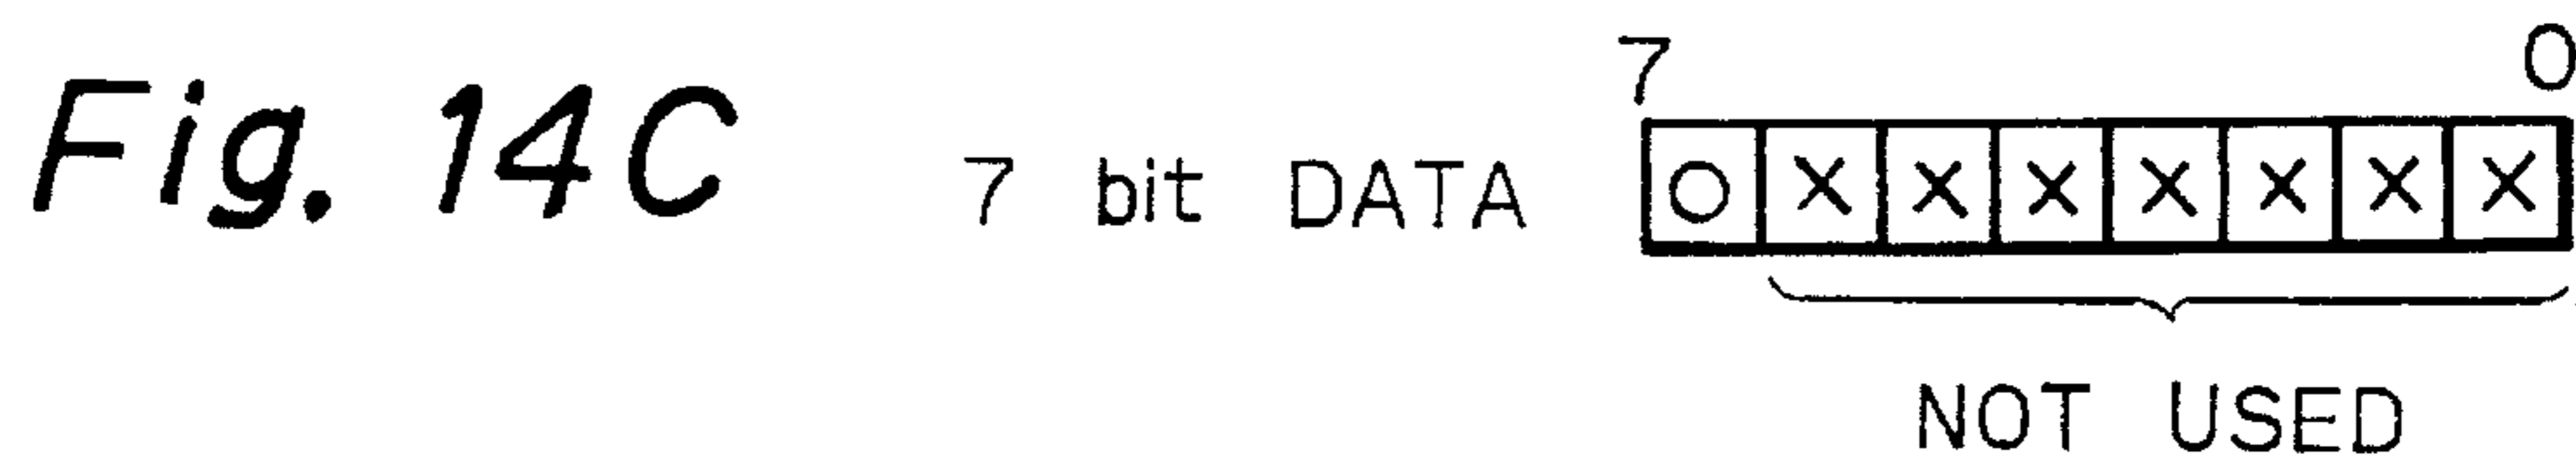 7 0
Fig. 14C 7 bit DATA O X X X X X X X
NOT USED